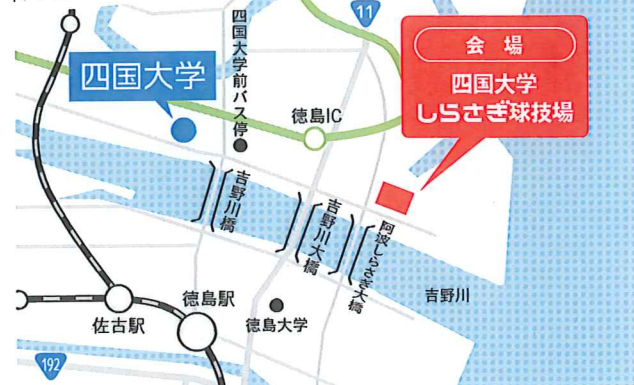 11
会場
四国大学
しらさぎ球技場
四国大学
四国大学前バス停
徳島IC
吉野川橋
吉野川大橋
阿波しらさぎ大橋
吉野川
徳島駅
佐古駅
徳島大学
192